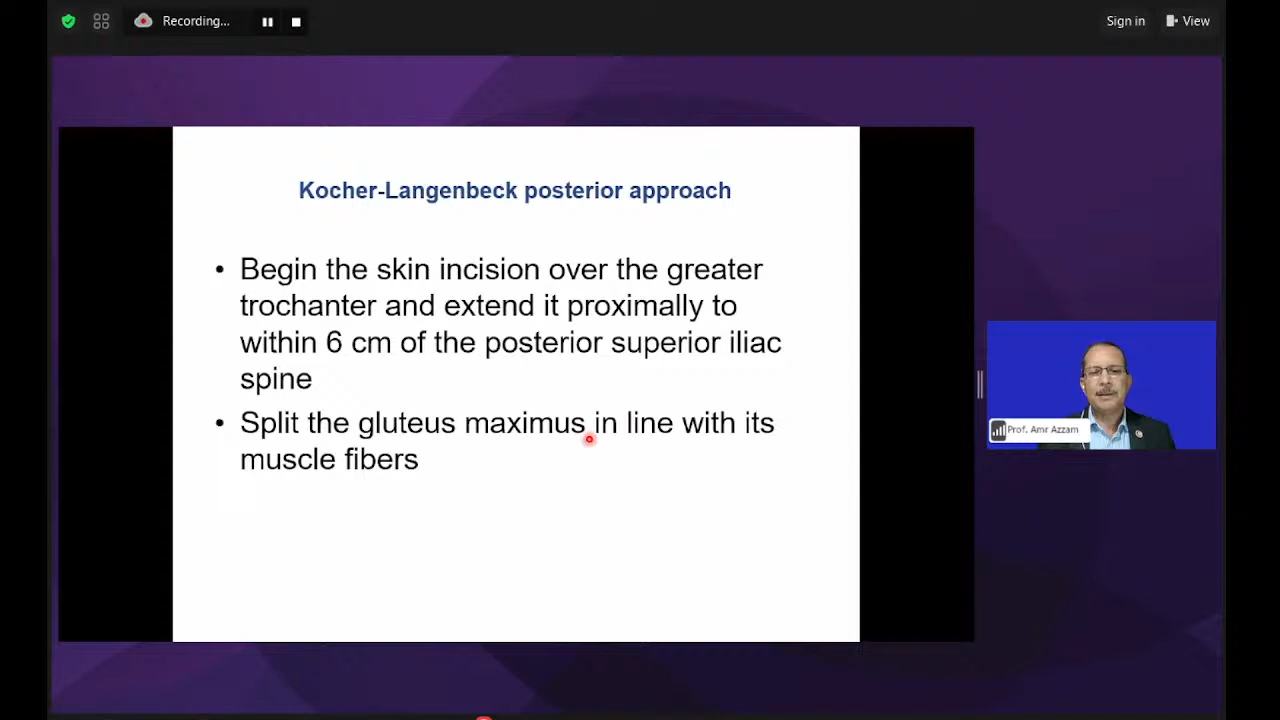 Recording...
Sign in
View
Kocher-Langenbeck posterior approach
• Begin the skin incision over the greater
trochanter and extend it proximally to
within 6 cm of the posterior superior iliac
spine
• Split the gluteus maximus in line with its
muscle fibers
Prof. Amr Azzam